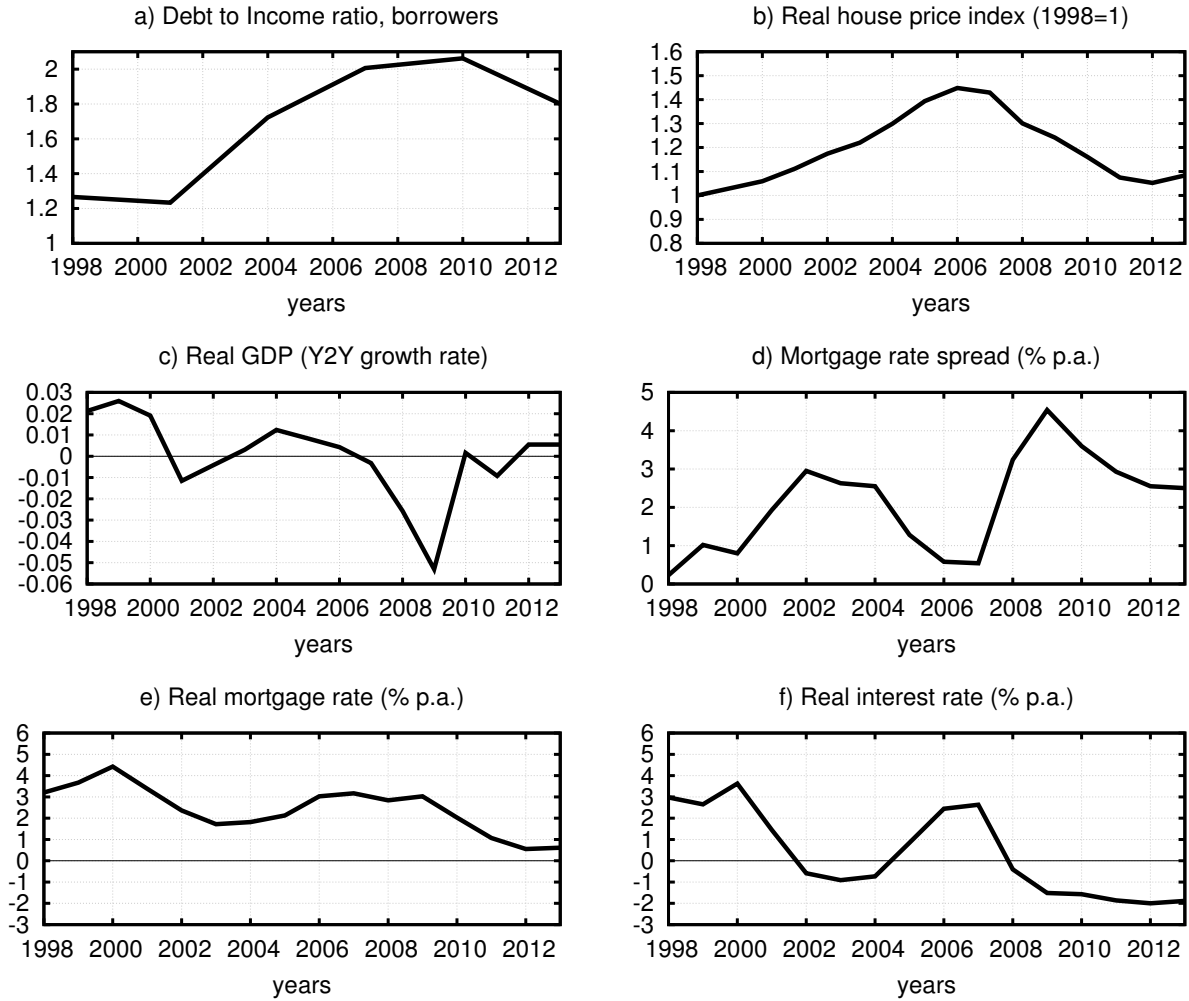 a) Debt to Income ratio, borrowers
2
1.8
1.6
1.4
1.2
1
1998 2000 2002 2004 2006 2008 2010 2012
years
b) Real house price index (1998=1)
1.6
1.5
1.4
1.3
1.2
1.1
1
0.9
0.8
1998 2000 2002 2004 2006 2008 2010 2012
years
c) Real GDP (Y2Y growth rate)
0.03
0.02
0.01
0
-0.01
-0.02
-0.03
-0.04
-0.05
-0.06
1998 2000 2002 2004 2006 2008 2010 2012
years
d) Mortgage rate spread (% p.a.)
5
4
3
2
1
0
1998 2000 2002 2004 2006 2008 2010 2012
years
e) Real mortgage rate (% p.a.)
6
5
4
3
2
1
0
-1
-2
-3
1998 2000 2002 2004 2006 2008 2010 2012
years
f) Real interest rate (% p.a.)
6
5
4
3
2
1
0
-1
-2
-3
1998 2000 2002 2004 2006 2008 2010 2012
years